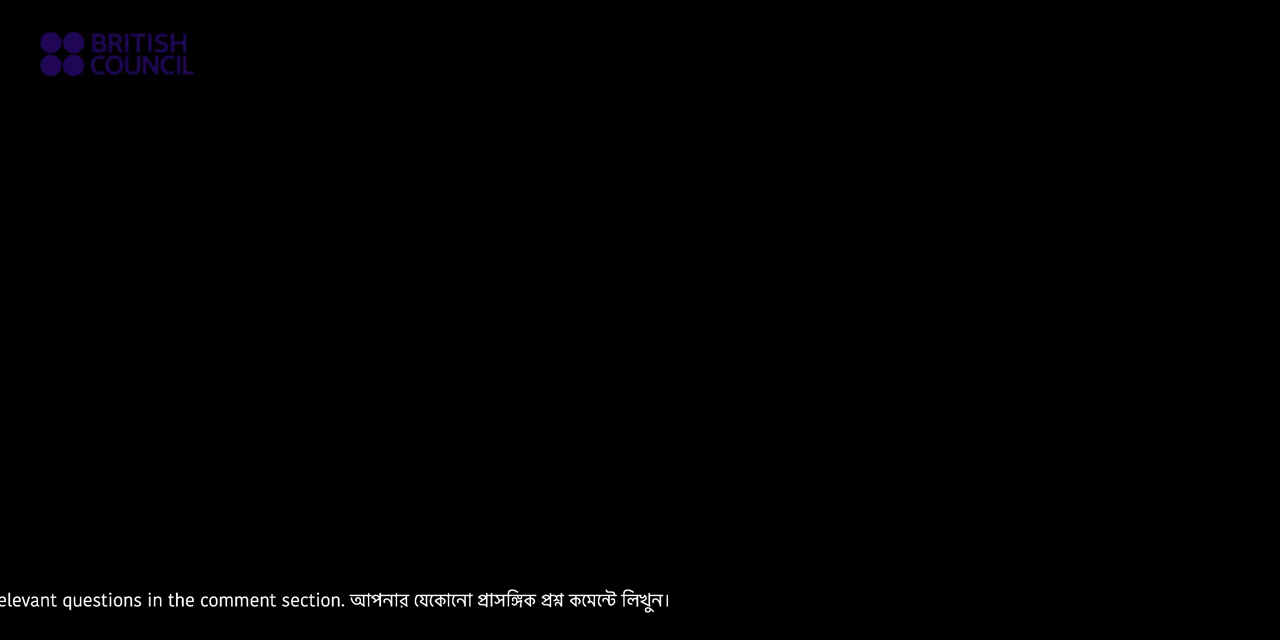 BRITISH
COUNCIL
elevant questions in the comment section. আপনার যেকোনো প্রাসঙ্গিক প্রশ্ন কমেন্টে লিখুন।